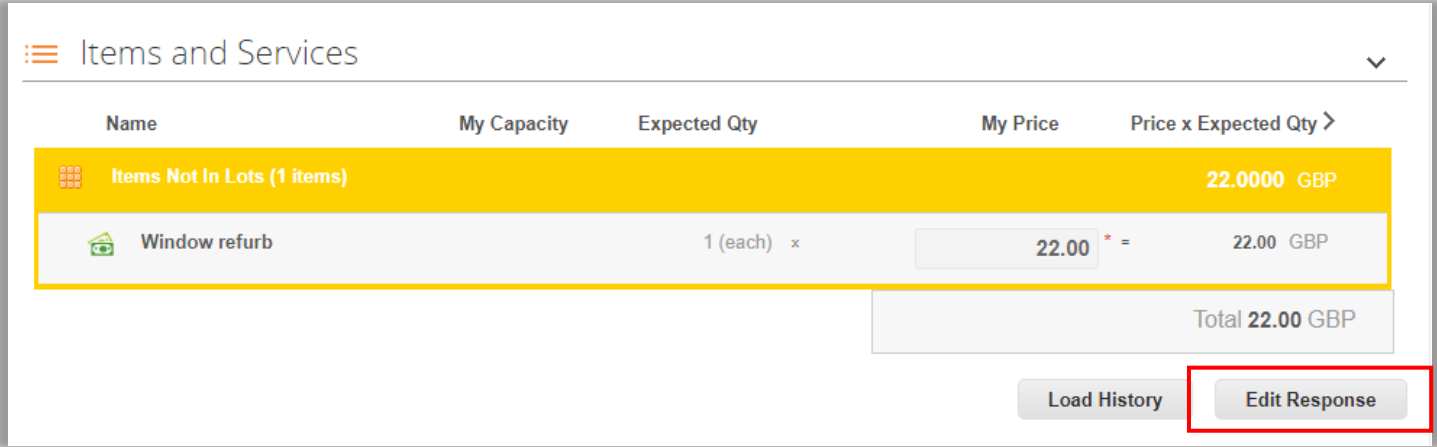 Items and Services
Name My Capacity Expected Qty My Price Price x Expected Qty
Items Not In Lots (1 items) 22.0000 GBP
Window refurb 1 (each) x 22.00 * = 22.00 GBP
Total 22.00 GBP
Load History Edit Response